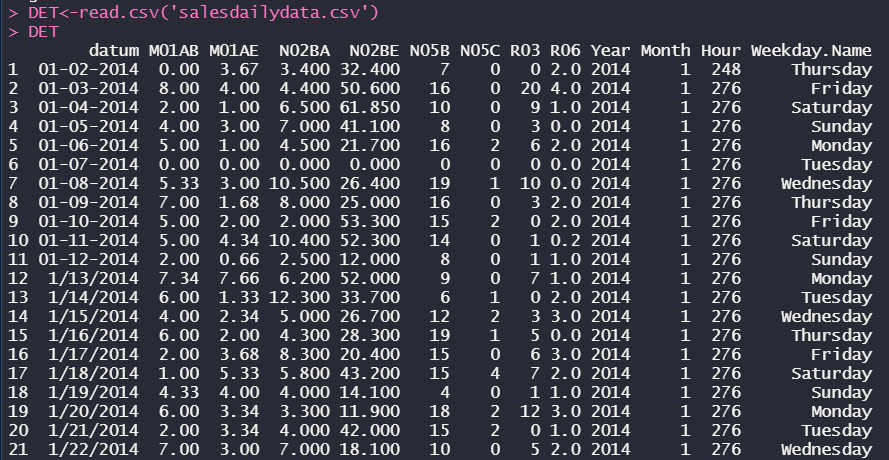 > DET<-read.csv('salesdailydata.csv')
> DET
datum M01AB M01AE N02BA N02BE N05B N05C R03 R06 Year Month Hour Weekday.Name
1 01-02-2014 0.00 3.67 3.400 32.400 7 0 0 2.0 2014 1 248 Thursday
2 01-03-2014 8.00 4.00 4.400 50.600 16 0 20 4.0 2014 1 276 Friday
3 01-04-2014 2.00 1.00 6.500 61.850 10 0 9 1.0 2014 1 276 Saturday
4 01-05-2014 4.00 3.00 7.000 41.100 8 0 3 0.0 2014 1 276 Sunday
5 01-06-2014 5.00 1.00 4.500 21.700 16 2 6 2.0 2014 1 276 Monday
6 01-07-2014 0.00 0.00 0.000 0.000 0 0 0 0.0 2014 1 276 Tuesday
7 01-08-2014 5.33 3.00 10.500 26.400 19 1 10 0.0 2014 1 276 Wednesday
8 01-09-2014 7.00 1.68 8.000 25.000 16 0 3 2.0 2014 1 276 Thursday
9 01-10-2014 5.00 2.00 2.000 53.300 15 2 0 2.0 2014 1 276 Friday
10 01-11-2014 5.00 4.34 10.400 52.300 14 0 1 0.2 2014 1 276 Saturday
11 01-12-2014 2.00 0.66 2.500 12.000 8 0 1 1.0 2014 1 276 Sunday
12 1/13/2014 7.34 7.66 6.200 52.000 9 0 7 1.0 2014 1 276 Monday
13 1/14/2014 6.00 1.33 12.300 33.700 6 1 0 2.0 2014 1 276 Tuesday
14 1/15/2014 4.00 2.34 5.000 26.700 12 2 3 3.0 2014 1 276 Wednesday
15 1/16/2014 6.00 2.00 4.300 28.300 19 1 5 0.0 2014 1 276 Thursday
16 1/17/2014 2.00 3.68 8.300 20.400 15 0 6 3.0 2014 1 276 Friday
17 1/18/2014 1.00 5.33 5.800 43.200 15 4 7 2.0 2014 1 276 Saturday
18 1/19/2014 4.33 4.00 4.000 14.100 4 0 1 1.0 2014 1 276 Sunday
19 1/20/2014 6.00 3.34 3.300 11.900 18 2 12 3.0 2014 1 276 Monday
20 1/21/2014 2.00 3.34 4.000 42.000 15 2 0 1.0 2014 1 276 Tuesday
21 1/22/2014 7.00 3.00 7.000 18.100 10 0 5 2.0 2014 1 276 Wednesday